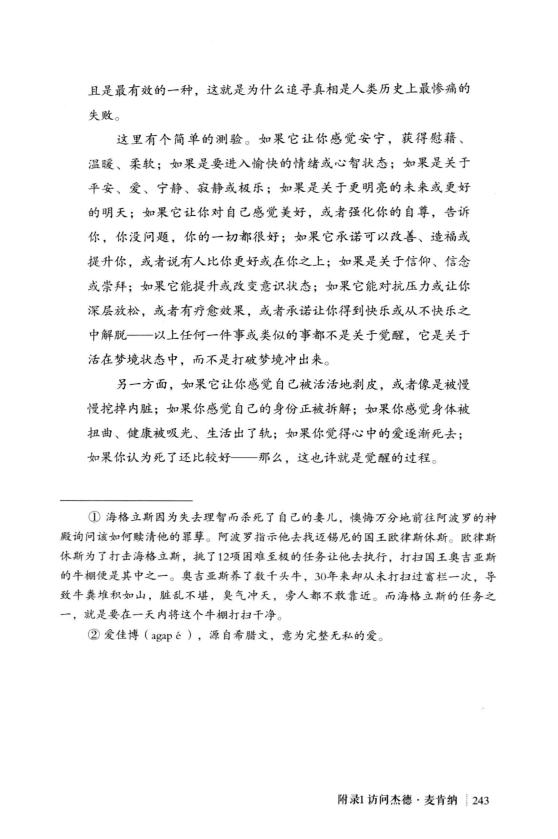 且是最有效的一种，这就是为什么追寻真相是人类历史上最惨痛的
失败。
这里有个简单的测验。如果它让你感觉安宁，获得慰藉、
温暖、柔软；如果是要进入愉快的情绪或心智状态；如果是关于
平安、爱、宁静、寂静或极乐；如果是关于更明亮的未来或更好
的明天；如果它让你对自己感觉美好，或者强化你的自尊，告诉
你，你没问题，你的一切都很好；如果它承诺可以改善、造福或
提升你，或者说有人比你更好或在你之上；如果是关于信仰、信念
或崇拜；如果它能提升或改变意识状态；如果它能对抗压力或让你
深层放松，或者有疗愈效果，或者承诺让你得到快乐或从不快乐之
中解脱——以上任何一件事或类似的事都不是关于觉醒，它是关于
活在梦境状态中，而不是打破梦境冲出来。
另一方面，如果它让你感觉自己被活活地剥皮，或者像是被慢
慢挖掉内脏；如果你感觉自己的身份正被拆解；如果你感觉身体被
扭曲、健康被吸光、生活出了轨；如果你觉得心中的爱逐渐死去；
如果你认为死了还比较好——那么，这也许就是觉醒的过程。
① 海格立斯因为失去理智而杀死了自己的妻儿，懊悔万分地前往阿波罗的神
殿询问该如何赎清他的罪孽。阿波罗指示他去找迈锡尼的国王欧律斯休斯。欧律斯
休斯为了打击海格立斯，挑了12项困难至极的任务让他去执行，打扫国王奥吉亚斯
的牛棚便是其中之一。奥吉亚斯养了数千头牛，30年来却从未打扫过畜栏一次，导
致牛粪堆积如山，脏乱不堪，臭气冲天，旁人都不敢靠近。而海格立斯的任务之
一，就是要在一天内将这个牛棚打扫干净。
② 爱佳博（agapé），源自希腊文，意为完整无私的爱。
附录1 访问杰德·麦肯纳 243